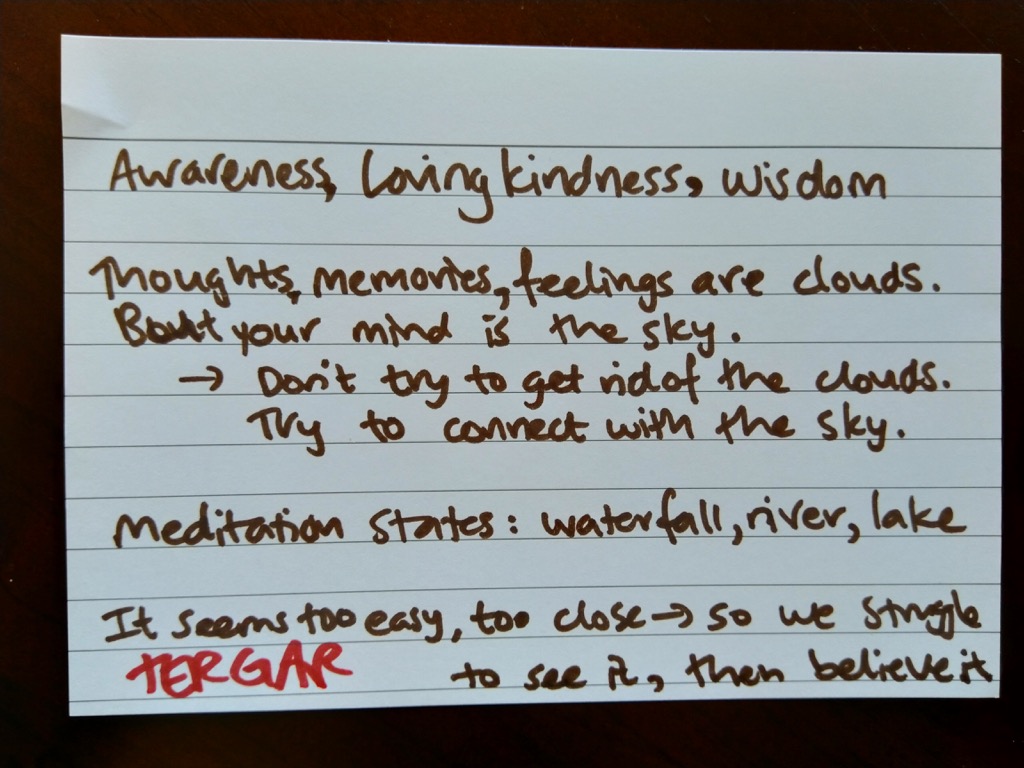 Awareness, Loving kindness, wisdom
Thoughts, memories, feelings are clouds.
But your mind is the sky.
→ Don't try to get rid of the clouds.
Try to connect with the sky.
Meditation States: waterfall, river, lake
It seems too easy, too close → so we struggle
TERGAR to see it, then believe it